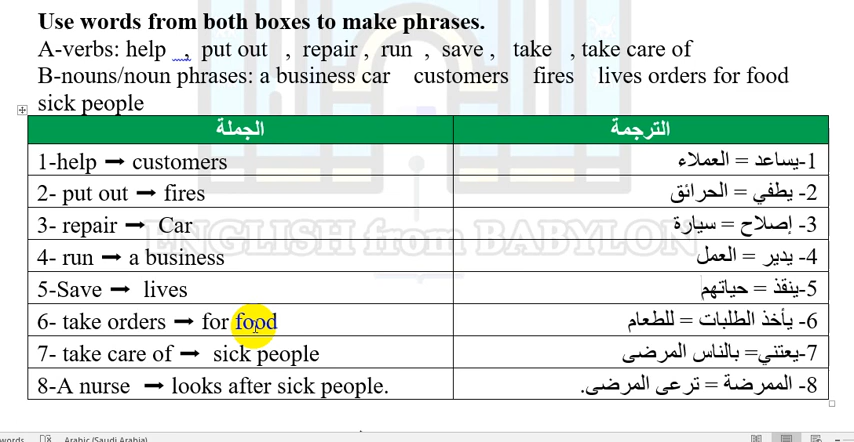 Use words from both boxes to make phrases.
A-verbs: help , put out , repair , run , save , take , take care of
B-nouns/noun phrases: a business car customers fires lives orders for food
sick people
الجملة الترجمة
1-help ➞ customers 1-يساعد = العملاء
2- put out ➞ fires 2- يطفي = الحرائق
3- repair ➞ Car 3- إصلاح = سيارة
4- run ➞ a business 4- يدير = العمل
5-Save ➞ lives 5-ينقذ = حياتهم
6- take orders ➞ for food 6- يأخذ الطلبات = للطعام
7- take care of ➞ sick people 7-يعتني= بالناس المرضى
8-A nurse ➞ looks after sick people. 8- الممرضة = ترعى المرضى.
ENGLISH from BABYLON
words Arabic (Saudi Arabia)